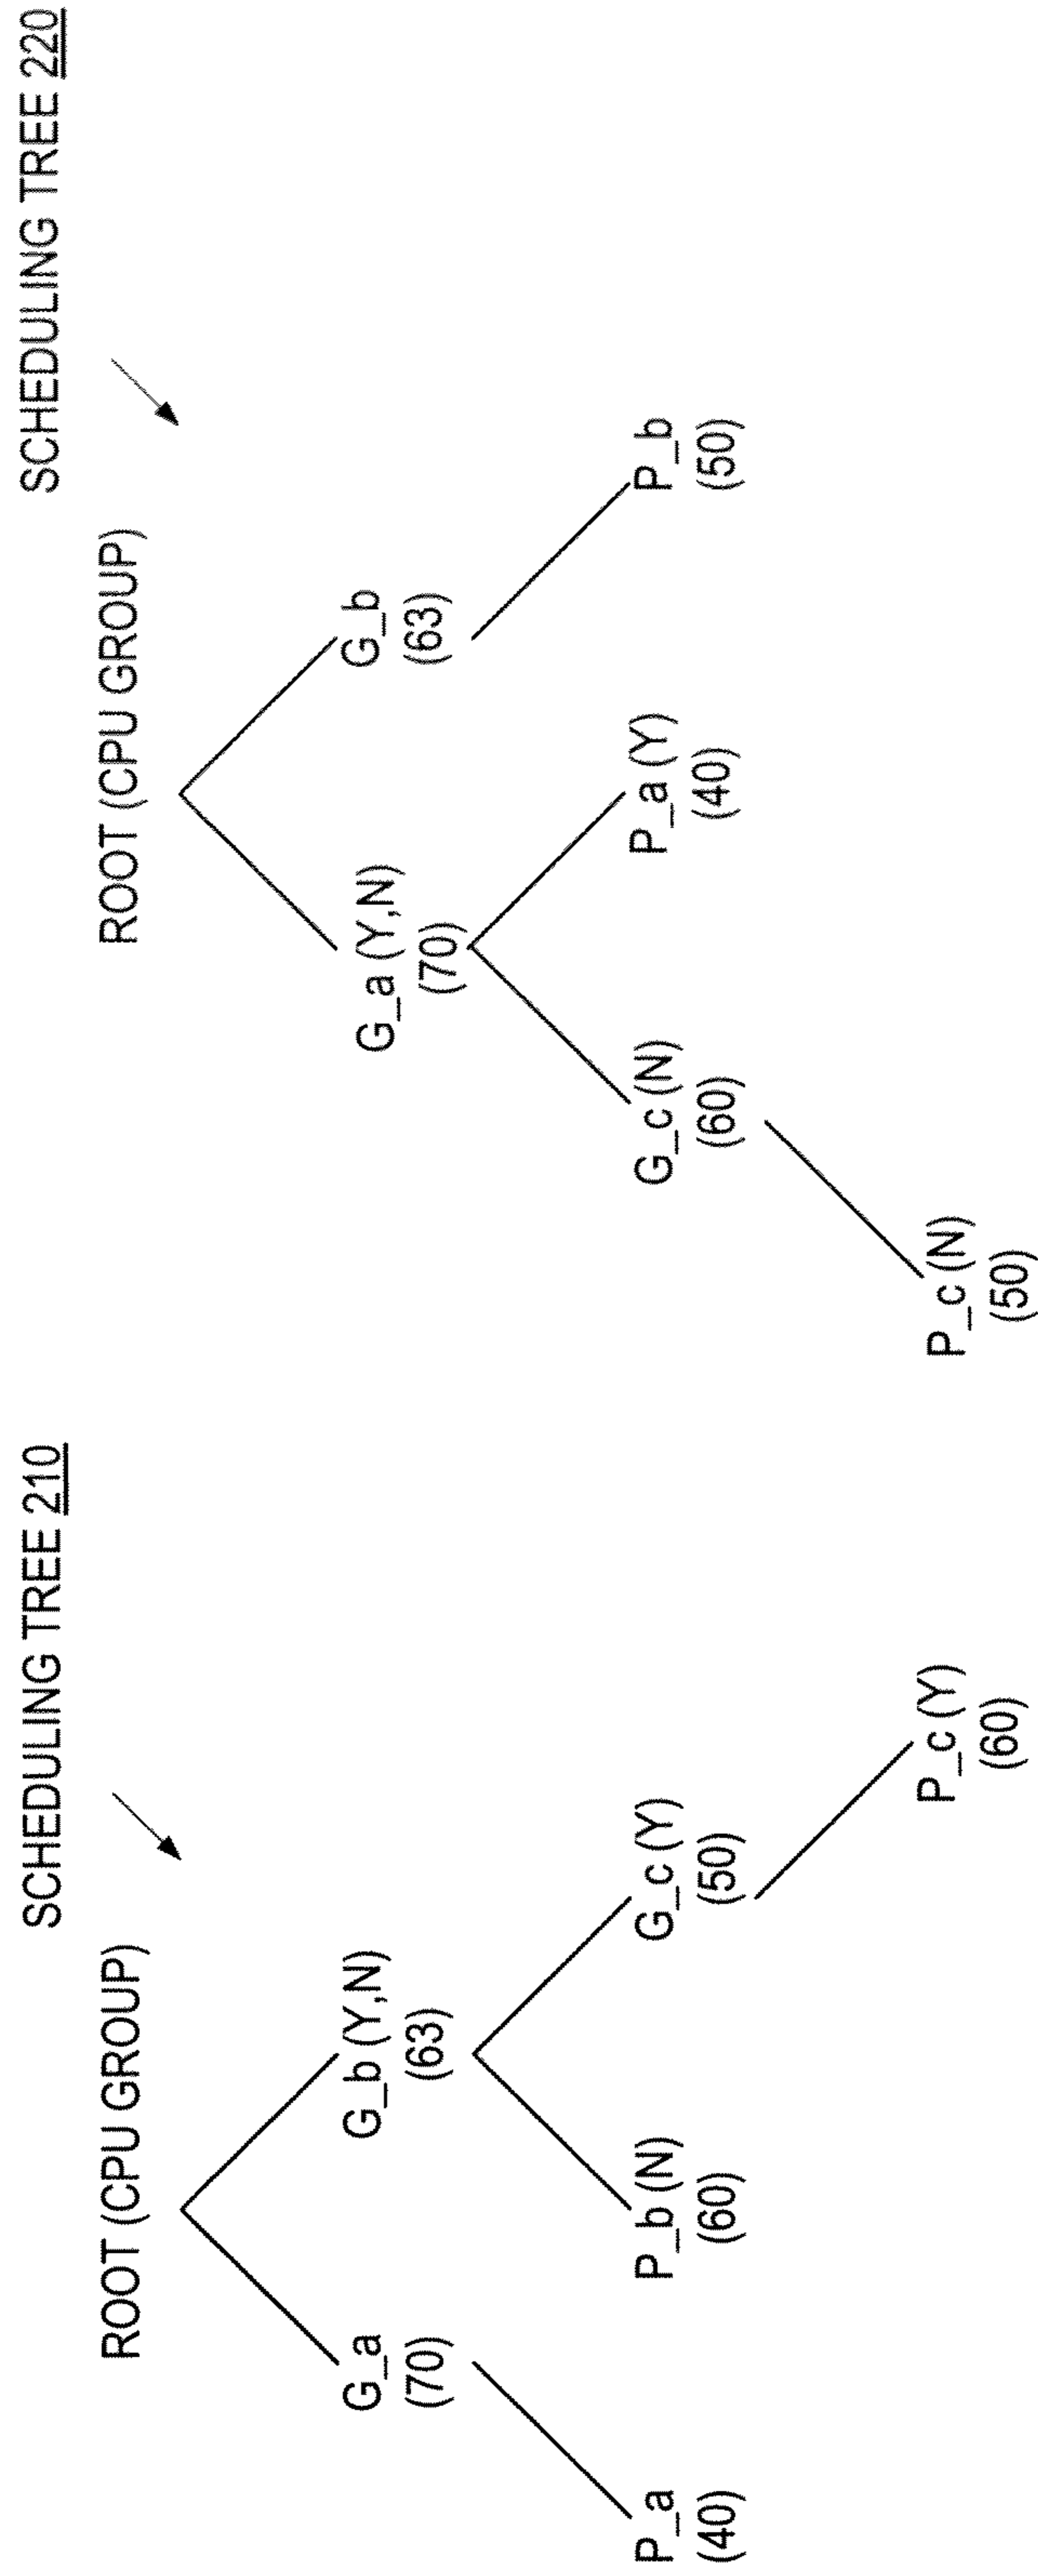 SCHEDULING TREE 210
ROOT (CPU GROUP)
G_a
(70)
G_b (Y,N)
(63)
P_a
(40)
P_b (N)
(60)
G_c (Y)
(50)
P_c (Y)
(60)
SCHEDULING TREE 220
ROOT (CPU GROUP)
G_a (Y,N)
(70)
G_b
(63)
G_c (N)
(60)
P_a (Y)
(40)
P_b
(50)
P_c (N)
(50)